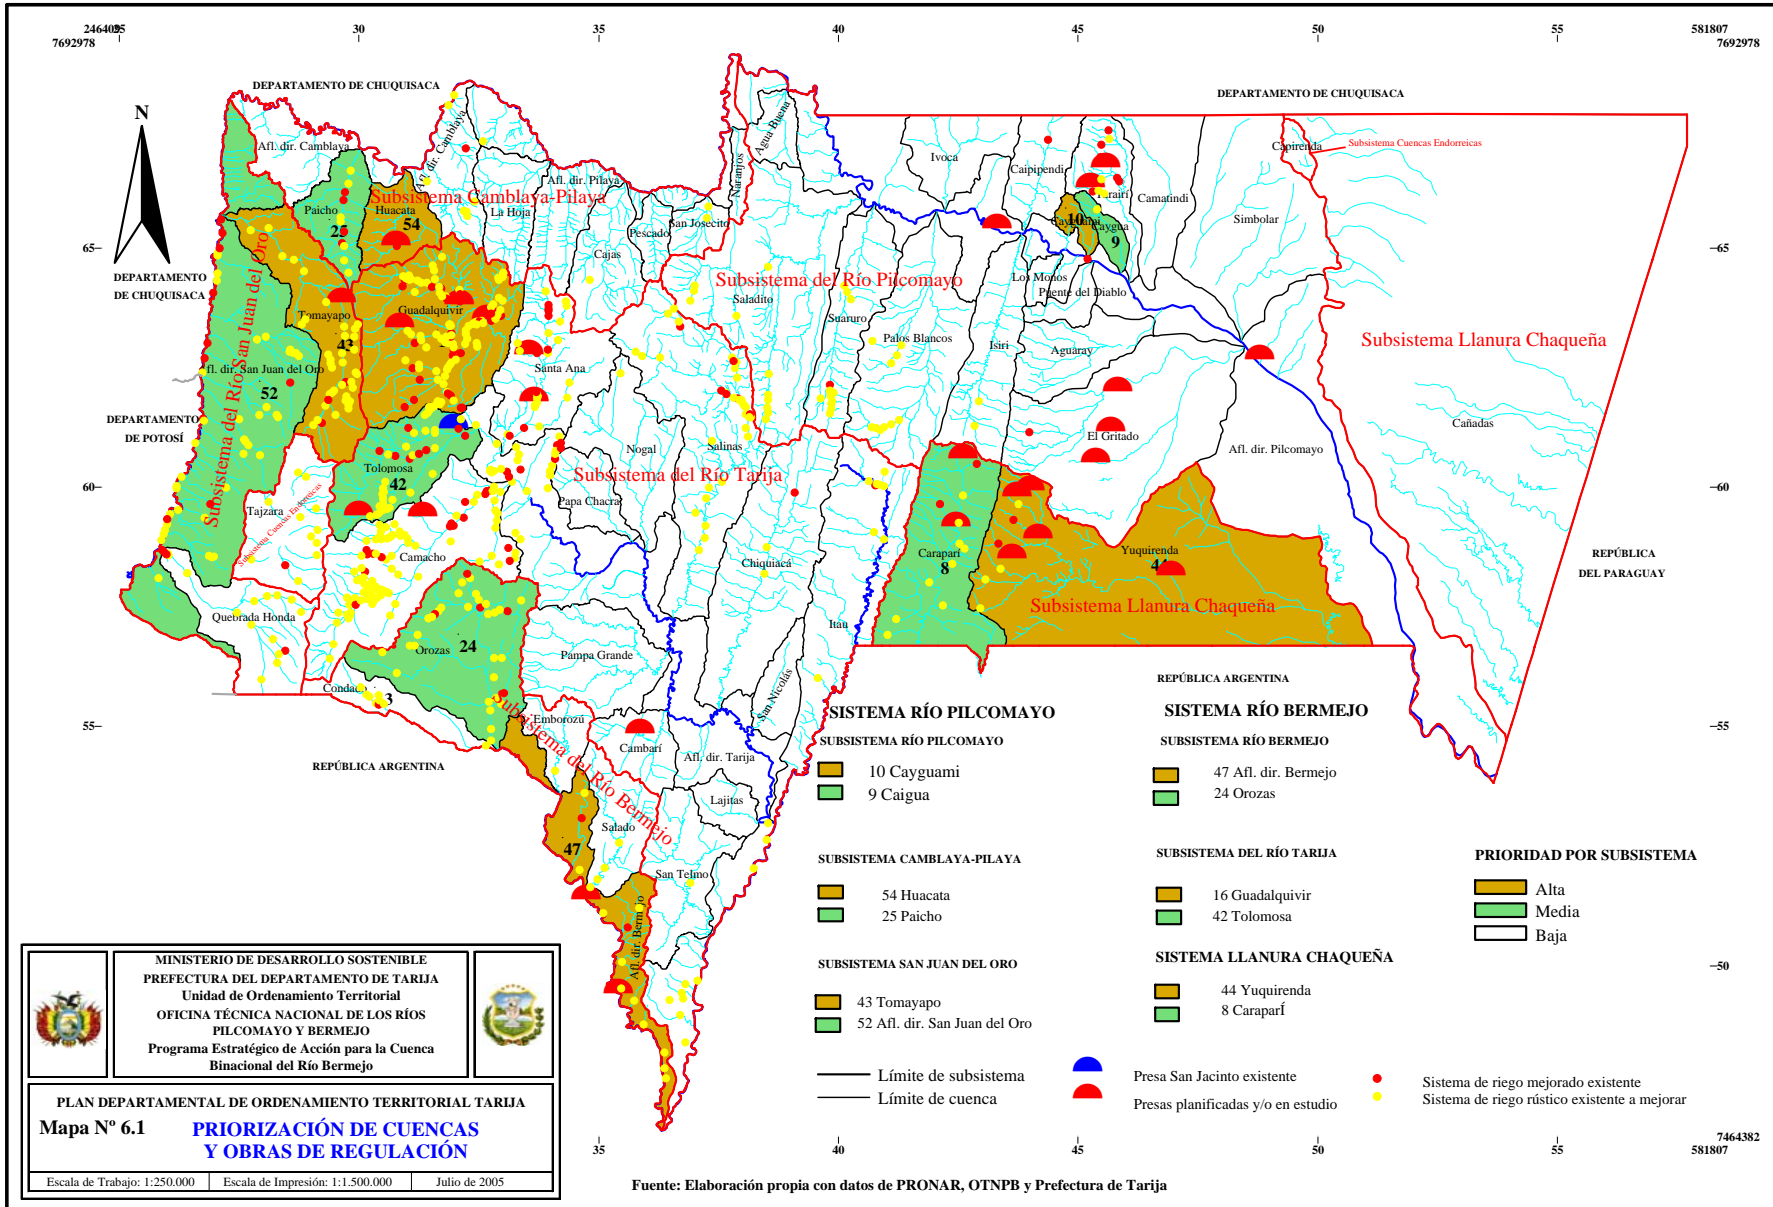 246409
25
30
35
40
45
50
55
581807
7692978
7692978
DEPARTAMENTO DE CHUQUISACA
DEPARTAMENTO DE CHUQUISACA
N
Afl. dir. Camblaya
Afl. dir. Camblaya
Agua Buena
Naranjos
Ivoca
Caipipendi
Camatindi
Capirenda
Subsistema Cuencas Endorreicas
Simbolar
Afl. dir. Pilaya
Subsistema Camblaya-Pilaya
Paicho
25
Huacata
54
La Hoja
Pescado
San Josecito
Cajas
10
Cayguami
Caygua
9
65
65
DEPARTAMENTO
DE CHUQUISACA
Subsistema del Río San Juan del Oro
Subsistema del Río Pilcomayo
Los Monos
Puente del Diablo
Saladito
Suaruro
Palos Blancos
Isiri
Aguaray
Subsistema Llanura Chaqueña
Guadalquivir
Tomayapo
43
fl. dir. San Juan del Oro
52
Santa Ana
DEPARTAMENTO
DE POTOSÍ
Nogal
Salinas
El Gritado
Afl. dir. Pilcomayo
Cañadas
Tolomosa
42
Subsistema del Río Tarija
60
60
Papa Chacra
Tajzara
Subsistema Cuencas Endorreicas
Camacho
Chiquiacá
Caraparí
8
Yuquirenda
44
REPÚBLICA
DEL PARAGUAY
Subsistema Llanura Chaqueña
Quebrada Honda
Orozas
24
Itaú
Pampa Grande
San Nicolás
Condac
3
Emborozú
Cambarí
Afl. dir. Tarija
Lajitas
REPÚBLICA ARGENTINA
REPÚBLICA ARGENTINA
Subsistema del Río Bermejo
55
55
Salado
47
San Telmo
Afl. dir. Bermejo
50
SISTEMA RÍO PILCOMAYO
SUBSISTEMA RÍO PILCOMAYO
10 Cayguami
9 Caigua
SUBSISTEMA CAMBLAYA-PILAYA
54 Huacata
25 Paicho
SUBSISTEMA SAN JUAN DEL ORO
43 Tomayapo
52 Afl. dir. San Juan del Oro
SISTEMA RÍO BERMEJO
SUBSISTEMA RÍO BERMEJO
47 Afl. dir. Bermejo
24 Orozas
SUBSISTEMA DEL RÍO TARIJA
16 Guadalquivir
42 Tolomosa
SISTEMA LLANURA CHAQUEÑA
44 Yuquirenda
8 CaraparÍ
PRIORIDAD POR SUBSISTEMA
Alta
Media
Baja
Límite de subsistema
Límite de cuenca
Presa San Jacinto existente
Presas planificadas y/o en estudio
Sistema de riego mejorado existente
Sistema de riego rústico existente a mejorar
MINISTERIO DE DESARROLLO SOSTENIBLE
PREFECTURA DEL DEPARTAMENTO DE TARIJA
Unidad de Ordenamiento Territorial
OFICINA TÉCNICA NACIONAL DE LOS RÍOS
PILCOMAYO Y BERMEJO
Programa Estratégico de Acción para la Cuenca
Binacional del Río Bermejo
PLAN DEPARTAMENTAL DE ORDENAMIENTO TERRITORIAL TARIJA
Mapa Nº 6.1
PRIORIZACIÓN DE CUENCAS
Y OBRAS DE REGULACIÓN
Escala de Trabajo: 1:250.000
Escala de Impresión: 1:1.500.000
Julio de 2005
35
40
45
50
55
7464382
581807
Fuente: Elaboración propia con datos de PRONAR, OTNPB y Prefectura de Tarija